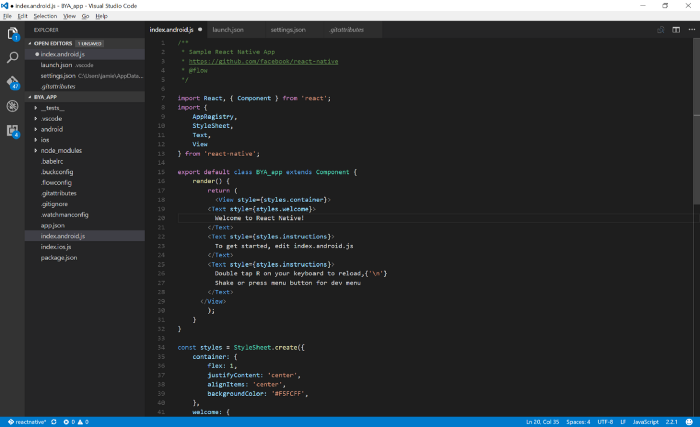 index.android.js - BYA_app - Visual Studio Code
File Edit Selection View Go Help
EXPLORER
OPEN EDITORS 1 UNSAVED
index.android.js
launch.json .vscode
settings.json C:\Users\jamie\AppData...
.gitattributes
BYA_APP
__tests__
.vscode
android
ios
node_modules
.babelrc
.buckconfig
.flowconfig
.gitattributes
.gitignore
.watchmanconfig
app.json
index.android.js
index.ios.js
package.json
1
47
4
index.android.js launch.json settings.json .gitattributes
1 /**
2 * Sample React Native App
3 * https://github.com/facebook/react-native
4 * @flow
5 */
6
7 import React, { Component } from 'react';
8 import {
9 AppRegistry,
10 StyleSheet,
11 Text,
12 View
13 } from 'react-native';
14
15 export default class BYA_app extends Component {
16 render() {
17 return (
18 <View style={styles.container}>
19 <Text style={styles.welcome}>
20 Welcome to React Native!
21 </Text>
22 <Text style={styles.instructions}>
23 To get started, edit index.android.js
24 </Text>
25 <Text style={styles.instructions}>
26 Double tap R on your keyboard to reload,{'\n'}
27 Shake or press menu button for dev menu
28 </Text>
29 </View>
30 );
31 }
32 }
33
34 const styles = StyleSheet.create({
35 container: {
36 flex: 1,
37 justifyContent: 'center',
38 alignItems: 'center',
39 backgroundColor: '#F5FCFF',
40 },
41 welcome: {
reactnative* 0 0 Ln 20, Col 35 Spaces: 4 UTF-8 LF JavaScript 2.2.1